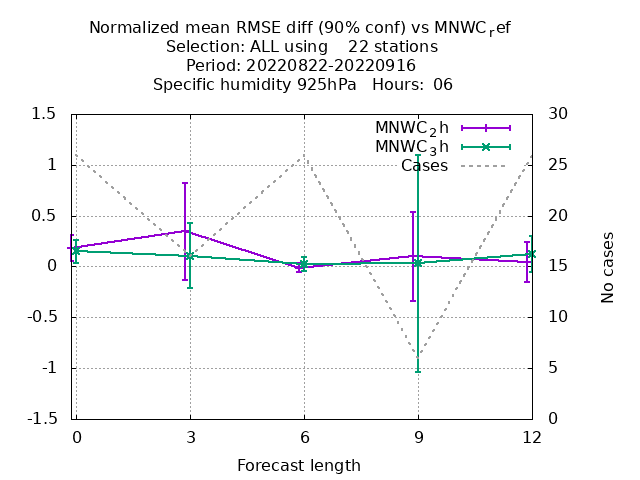 Normalized mean RMSE diff (90% conf) vs MNWC_ref
Selection: ALL using    22 stations
Period: 20220822-20220916
Specific humidity 925hPa   Hours:  06
MNWC_2h
MNWC_3h
Cases
1.5
1
0.5
0
-0.5
-1
-1.5
30
25
20
15
10
5
0
No cases
0 3 6 9 12
Forecast length